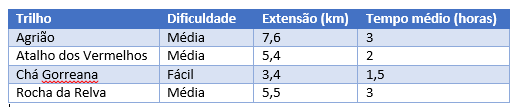 Trilho Dificuldade Extensão (km) Tempo médio (horas)
Agrião Média 7,6 3
Atalho dos Vermelhos Média 5,4 2
Chá Gorreana Fácil 3,4 1,5
Rocha da Relva Média 5,5 3